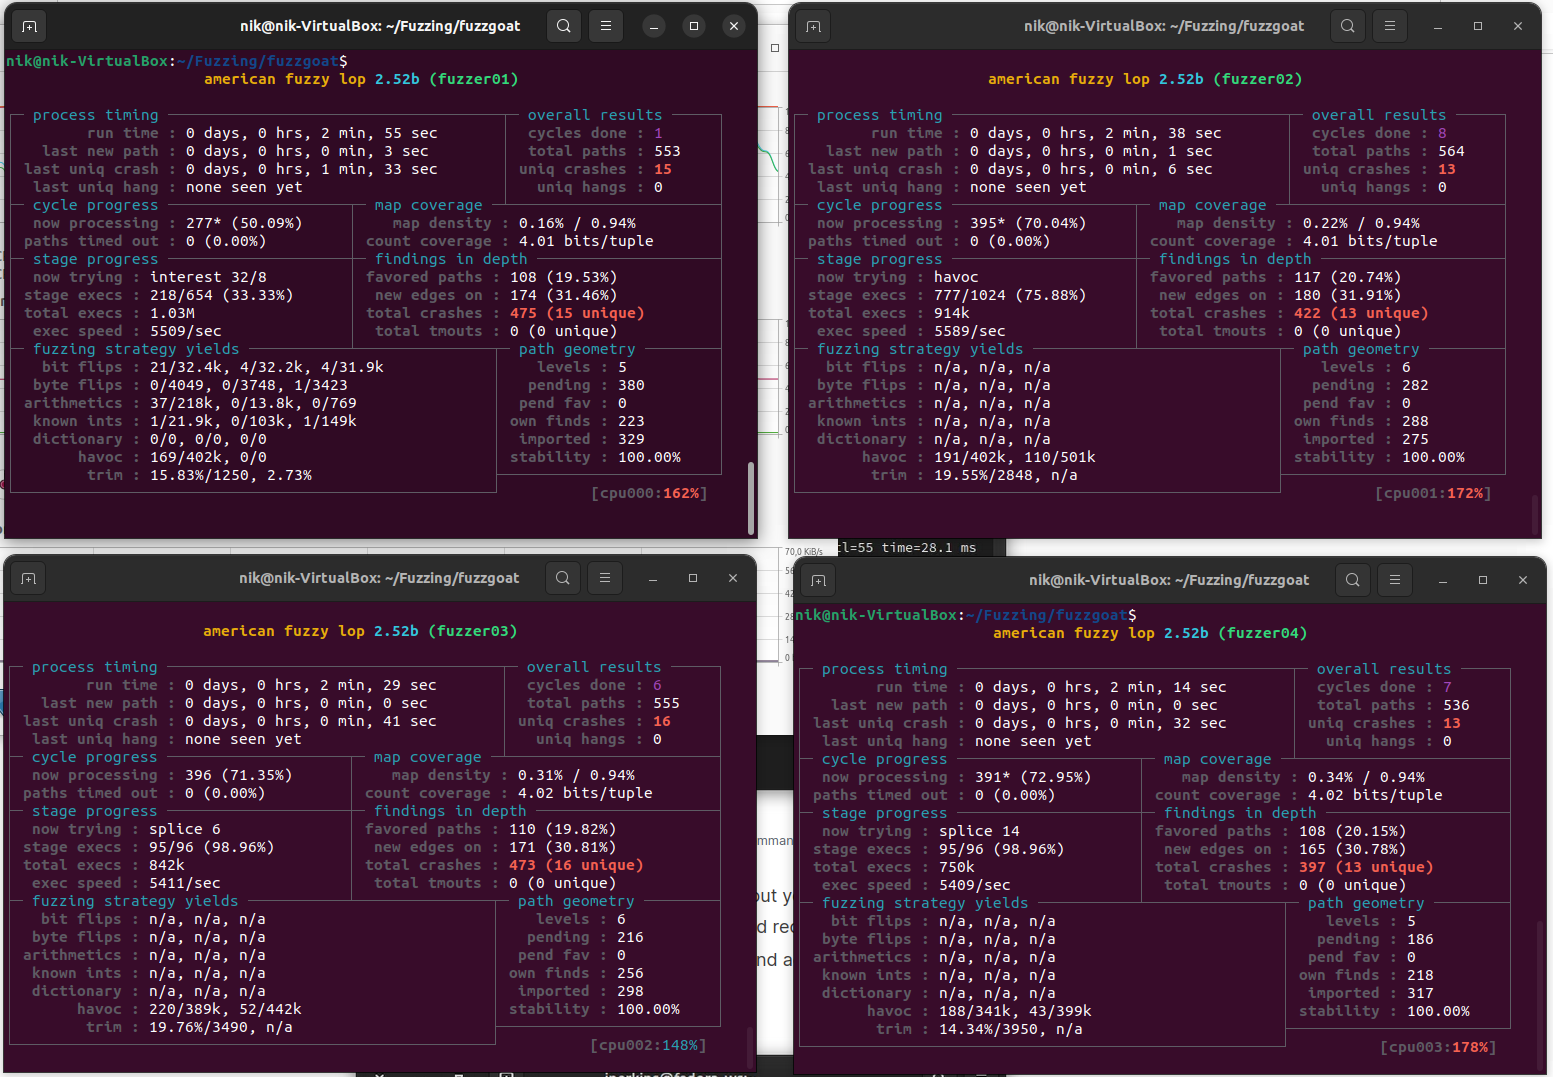 nik@nik-VirtualBox: ~/Fuzzing/fuzzgoat
nik@nik-VirtualBox:~/Fuzzing/fuzzgoat$
american fuzzy lop 2.52b (fuzzer01)
process timing overall results
run time : 0 days, 0 hrs, 2 min, 55 sec cycles done : 1
last new path : 0 days, 0 hrs, 0 min, 3 sec total paths : 553
last uniq crash : 0 days, 0 hrs, 1 min, 33 sec uniq crashes : 15
last uniq hang : none seen yet uniq hangs : 0
cycle progress map coverage
now processing : 277* (50.09%) map density : 0.16% / 0.94%
paths timed out : 0 (0.00%) count coverage : 4.01 bits/tuple
stage progress findings in depth
now trying : interest 32/8 favored paths : 108 (19.53%)
stage execs : 218/654 (33.33%) new edges on : 174 (31.46%)
total execs : 1.03M total crashes : 475 (15 unique)
exec speed : 5509/sec total tmouts : 0 (0 unique)
fuzzing strategy yields path geometry
bit flips : 21/32.4k, 4/32.2k, 4/31.9k levels : 5
byte flips : 0/4049, 0/3748, 1/3423 pending : 380
arithmetics : 37/218k, 0/13.8k, 0/769 pend fav : 0
known ints : 1/21.9k, 0/103k, 1/149k own finds : 223
dictionary : 0/0, 0/0, 0/0 imported : 329
havoc : 169/402k, 0/0 stability : 100.00%
trim : 15.83%/1250, 2.73%
[cpu000:162%]
nik@nik-VirtualBox: ~/Fuzzing/fuzzgoat
american fuzzy lop 2.52b (fuzzer02)
process timing overall results
run time : 0 days, 0 hrs, 2 min, 38 sec cycles done : 8
last new path : 0 days, 0 hrs, 0 min, 1 sec total paths : 564
last uniq crash : 0 days, 0 hrs, 0 min, 6 sec uniq crashes : 13
last uniq hang : none seen yet uniq hangs : 0
cycle progress map coverage
now processing : 395* (70.04%) map density : 0.22% / 0.94%
paths timed out : 0 (0.00%) count coverage : 4.01 bits/tuple
stage progress findings in depth
now trying : havoc favored paths : 117 (20.74%)
stage execs : 777/1024 (75.88%) new edges on : 180 (31.91%)
total execs : 914k total crashes : 422 (13 unique)
exec speed : 5589/sec total tmouts : 0 (0 unique)
fuzzing strategy yields path geometry
bit flips : n/a, n/a, n/a levels : 6
byte flips : n/a, n/a, n/a pending : 282
arithmetics : n/a, n/a, n/a pend fav : 0
known ints : n/a, n/a, n/a own finds : 288
dictionary : n/a, n/a, n/a imported : 275
havoc : 191/402k, 110/501k stability : 100.00%
trim : 19.55%/2848, n/a
[cpu001:172%]
70,0 KiB/s
tl=55 time=28.1 ms
nik@nik-VirtualBox: ~/Fuzzing/fuzzgoat
american fuzzy lop 2.52b (fuzzer03)
process timing overall results
run time : 0 days, 0 hrs, 2 min, 29 sec cycles done : 6
last new path : 0 days, 0 hrs, 0 min, 0 sec total paths : 555
last uniq crash : 0 days, 0 hrs, 0 min, 41 sec uniq crashes : 16
last uniq hang : none seen yet uniq hangs : 0
cycle progress map coverage
now processing : 396 (71.35%) map density : 0.31% / 0.94%
paths timed out : 0 (0.00%) count coverage : 4.02 bits/tuple
stage progress findings in depth
now trying : splice 6 favored paths : 110 (19.82%)
stage execs : 95/96 (98.96%) new edges on : 171 (30.81%)
total execs : 842k total crashes : 473 (16 unique)
exec speed : 5411/sec total tmouts : 0 (0 unique)
fuzzing strategy yields path geometry
bit flips : n/a, n/a, n/a levels : 6
byte flips : n/a, n/a, n/a pending : 216
arithmetics : n/a, n/a, n/a pend fav : 0
known ints : n/a, n/a, n/a own finds : 256
dictionary : n/a, n/a, n/a imported : 298
havoc : 220/389k, 52/442k stability : 100.00%
trim : 19.76%/3490, n/a
[cpu002:148%]
nik@nik-VirtualBox: ~/Fuzzing/fuzzgoat
nik@nik-VirtualBox:~/Fuzzing/fuzzgoat$
american fuzzy lop 2.52b (fuzzer04)
process timing overall results
run time : 0 days, 0 hrs, 2 min, 14 sec cycles done : 7
last new path : 0 days, 0 hrs, 0 min, 0 sec total paths : 536
last uniq crash : 0 days, 0 hrs, 0 min, 32 sec uniq crashes : 13
last uniq hang : none seen yet uniq hangs : 0
cycle progress map coverage
now processing : 391* (72.95%) map density : 0.34% / 0.94%
paths timed out : 0 (0.00%) count coverage : 4.02 bits/tuple
stage progress findings in depth
now trying : splice 14 favored paths : 108 (20.15%)
stage execs : 95/96 (98.96%) new edges on : 165 (30.78%)
total execs : 750k total crashes : 397 (13 unique)
exec speed : 5409/sec total tmouts : 0 (0 unique)
fuzzing strategy yields path geometry
bit flips : n/a, n/a, n/a levels : 5
byte flips : n/a, n/a, n/a pending : 186
arithmetics : n/a, n/a, n/a pend fav : 0
known ints : n/a, n/a, n/a own finds : 218
dictionary : n/a, n/a, n/a imported : 317
havoc : 188/341k, 43/399k stability : 100.00%
trim : 14.34%/3950, n/a
[cpu003:178%]